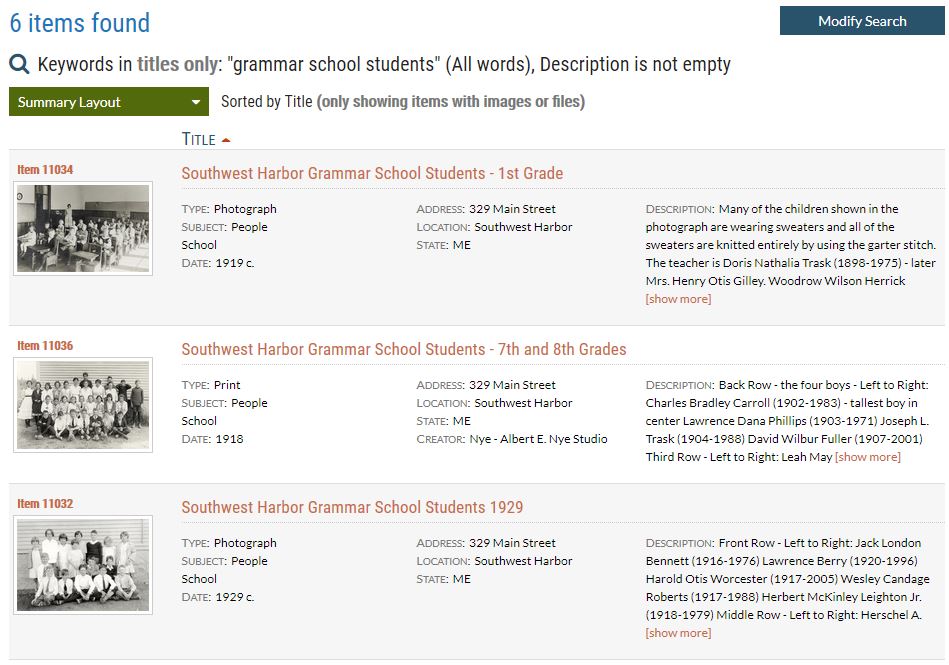 6 items found
Modify Search
Keywords in titles only: "grammar school students" (All words), Description is not empty
Summary Layout
Sorted by Title (only showing items with images or files)
TITLE
Item 11034
Southwest Harbor Grammar School Students - 1st Grade
TYPE: Photograph
SUBJECT: People
School
DATE: 1919 c.
ADDRESS: 329 Main Street
LOCATION: Southwest Harbor
STATE: ME
DESCRIPTION: Many of the children shown in the
photograph are wearing sweaters and all of the
sweaters are knitted entirely by using the garter stitch.
The teacher is Doris Nathalia Trask (1898-1975) - later
Mrs. Henry Otis Gilley. Woodrow Wilson Herrick
[show more]
Item 11036
Southwest Harbor Grammar School Students - 7th and 8th Grades
TYPE: Print
SUBJECT: People
School
DATE: 1918
ADDRESS: 329 Main Street
LOCATION: Southwest Harbor
STATE: ME
CREATOR: Nye - Albert E. Nye Studio
DESCRIPTION: Back Row - the four boys - Left to Right:
Charles Bradley Carroll (1902-1983) - tallest boy in
center Lawrence Dana Phillips (1903-1971) Joseph L.
Trask (1904-1988) David Wilbur Fuller (1907-2001)
Third Row - Left to Right: Leah May [show more]
Item 11032
Southwest Harbor Grammar School Students 1929
TYPE: Photograph
SUBJECT: People
School
DATE: 1929 c.
ADDRESS: 329 Main Street
LOCATION: Southwest Harbor
STATE: ME
DESCRIPTION: Front Row - Left to Right: Jack London
Bennett (1916-1976) Lawrence Berry (1920-1996)
Harold Otis Worcester (1917-2005) Wesley Candage
Roberts (1917-1988) Herbert McKinley Leighton Jr.
(1918-1979) Middle Row - Left to Right: Herschel A.
[show more]